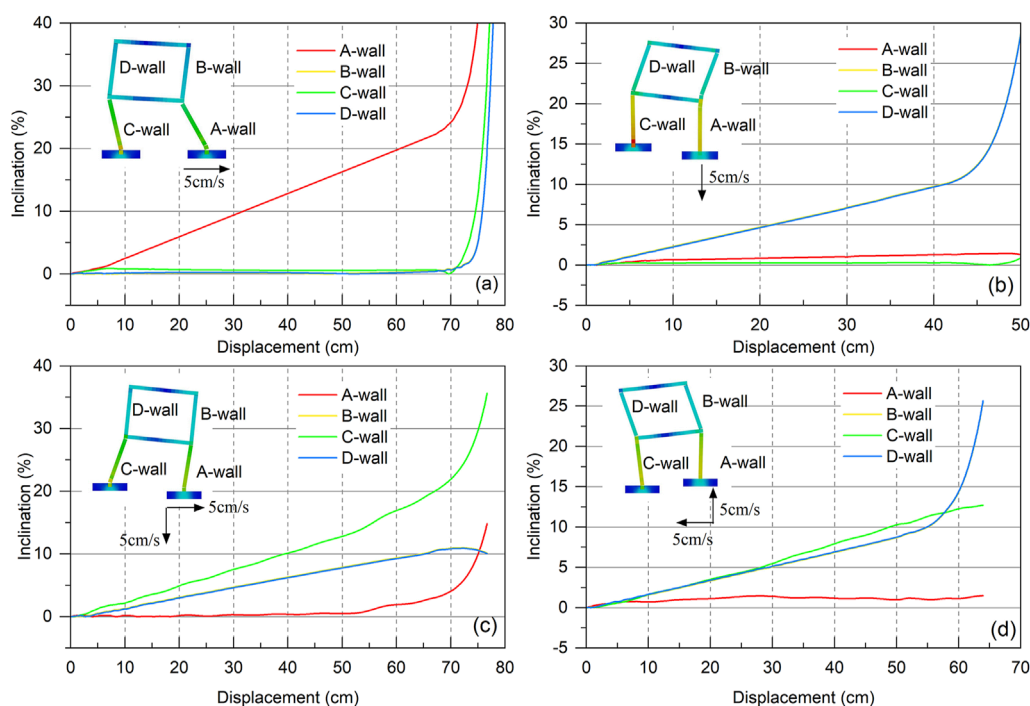 40
30
20
10
0
Inclination (%)
0 10 20 30 40 50 60 70 80
Displacement (cm)
A-wall
B-wall
C-wall
D-wall
D-wall
B-wall
C-wall
A-wall
5cm/s
(a)
30
25
20
15
10
5
0
-5
Inclination (%)
0 10 20 30 40 50
Displacement (cm)
A-wall
B-wall
C-wall
D-wall
D-wall
B-wall
C-wall
A-wall
5cm/s
(b)
40
30
20
10
0
Inclination (%)
0 10 20 30 40 50 60 70 80
Displacement (cm)
A-wall
B-wall
C-wall
D-wall
D-wall
B-wall
C-wall
A-wall
5cm/s
5cm/s
(c)
30
25
20
15
10
5
0
-5
Inclination (%)
0 10 20 30 40 50 60 70
Displacement (cm)
A-wall
B-wall
C-wall
D-wall
D-wall
B-wall
C-wall
A-wall
5cm/s
5cm/s
(d)